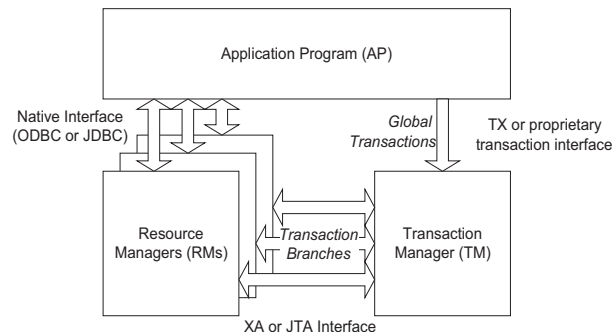 Application Program (AP)
Native Interface
(ODBC or JDBC)
Global
Transactions
TX or proprietary
transaction interface
Resource
Managers (RMs)
Transaction
Branches
Transaction
Manager (TM)
XA or JTA Interface